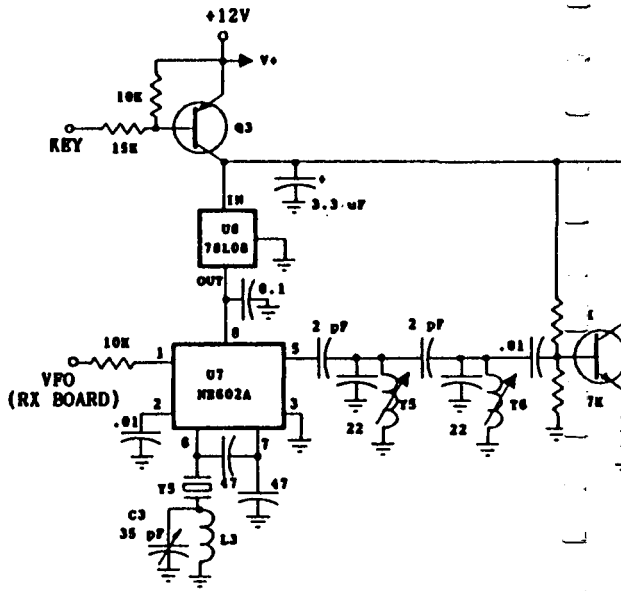 +12V
V+
10K
Q3
KEY
15K
+
3.3 uF
IN
U6
78L08
OUT
0.1
8
10K
1
5
2 pF
2 pF
.01
VFO
(RX BOARD)
U7
NE602A
2
3
.01
6
7
22
T5
22
T6
7K
Y5
47
47
C3
35 pF
L3